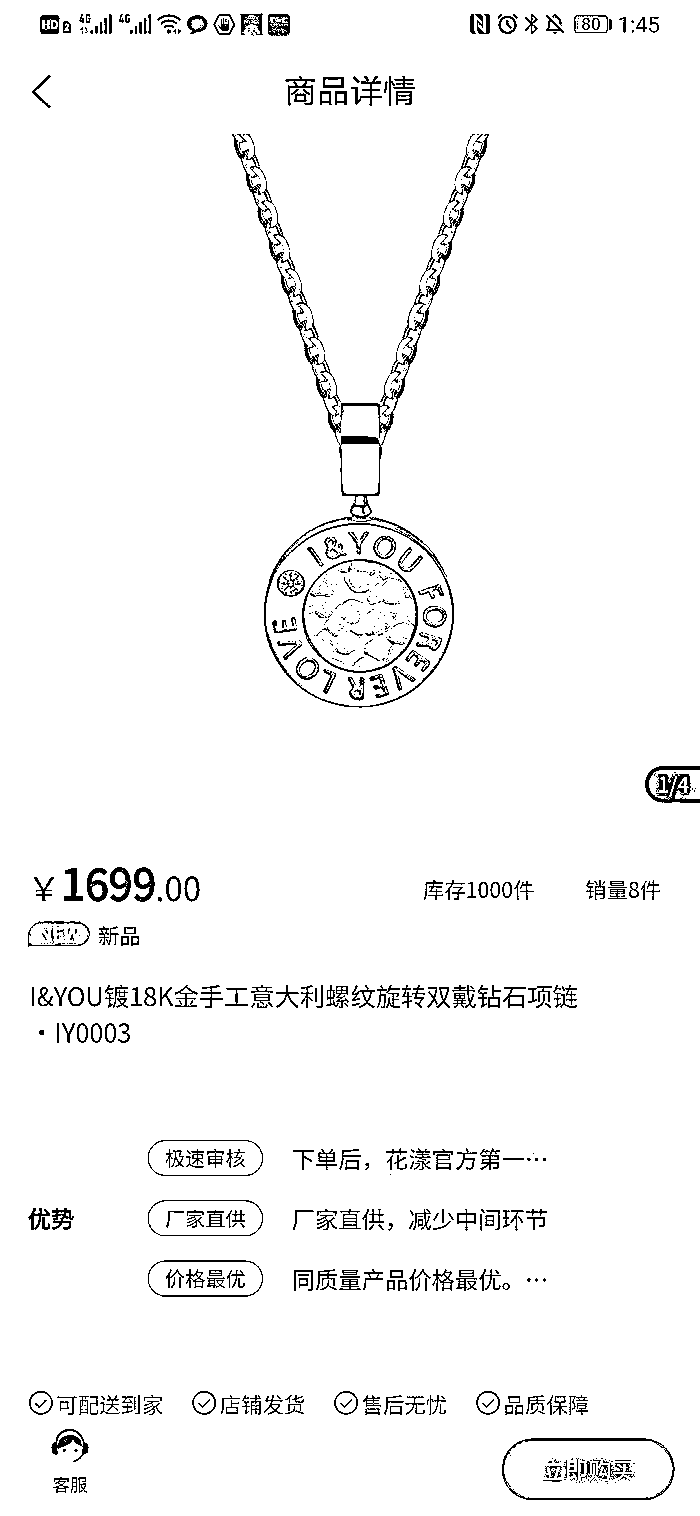 HD 2 4G 4G 80 1:45
商品详情
I&YOU FOREVER LOVE
1/4
￥1699.00
库存1000件 销量8件
NEW 新品
I&YOU镀18K金手工意大利螺纹旋转双戴钻石项链
·IY0003
极速审核 下单后，花漾官方第一…
优势 厂家直供 厂家直供，减少中间环节
价格最优 同质量产品价格最优。…
可配送到家 店铺发货 售后无忧 品质保障
客服
立即购买